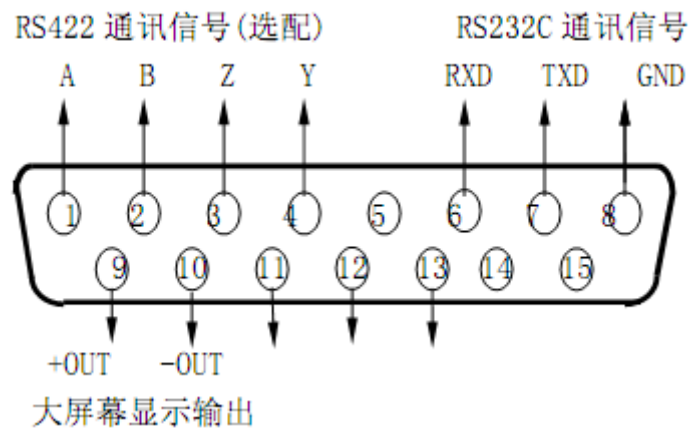 RS422 通讯信号(选配) RS232C 通讯信号
A B Z Y RXD TXD GND
1 2 3 4 5 6 7 8
9 10 11 12 13 14 15
+OUT -OUT
大屏幕显示输出